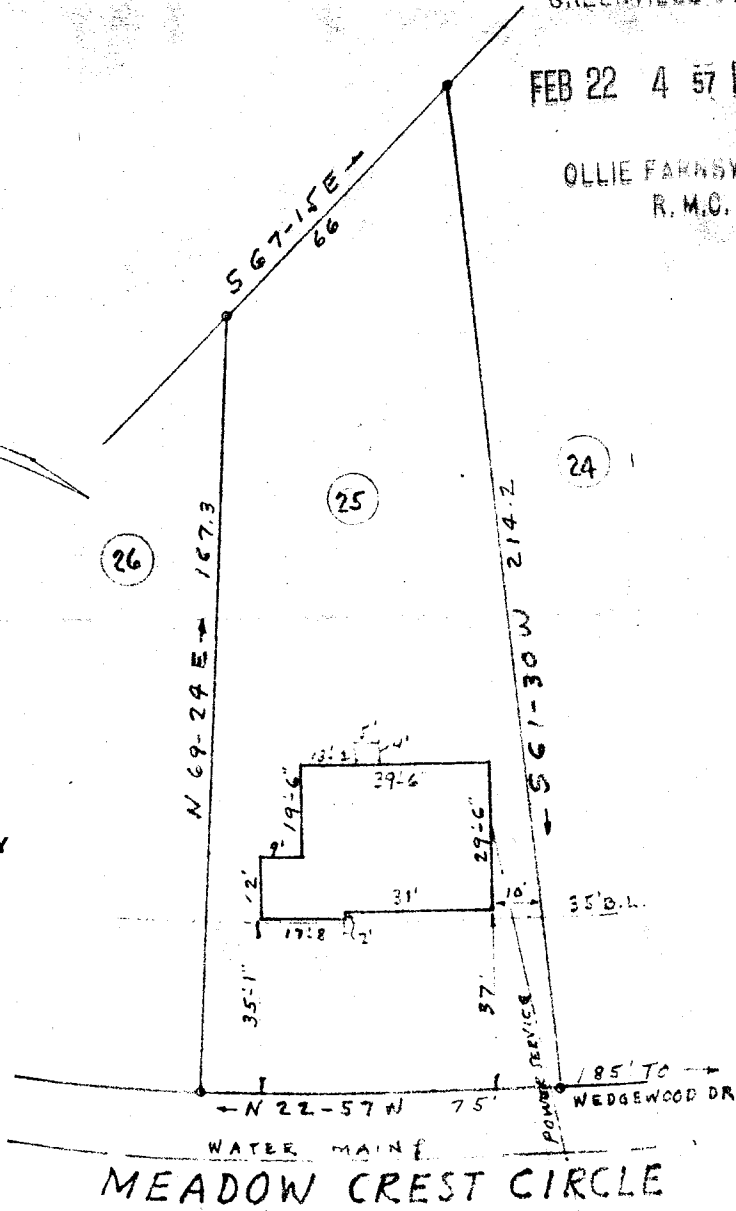 FEB 22 4 57
OLLIE FARNSW
R. M.C.
S 67-15 E →
66
24
25
26
167.3
N 69-24 E →
214.2
← S 61-30 W
5'
4'
39'-6"
19'-6"
29'-6"
9'
31'
10'
35' B.L.
17'-8
2'
35'-1"
37'
POWER SERVICE
185' TO →
← N 22-57 W 75'
WEDGEWOOD DR
WATER MAIN
MEADOW CREST CIRCLE